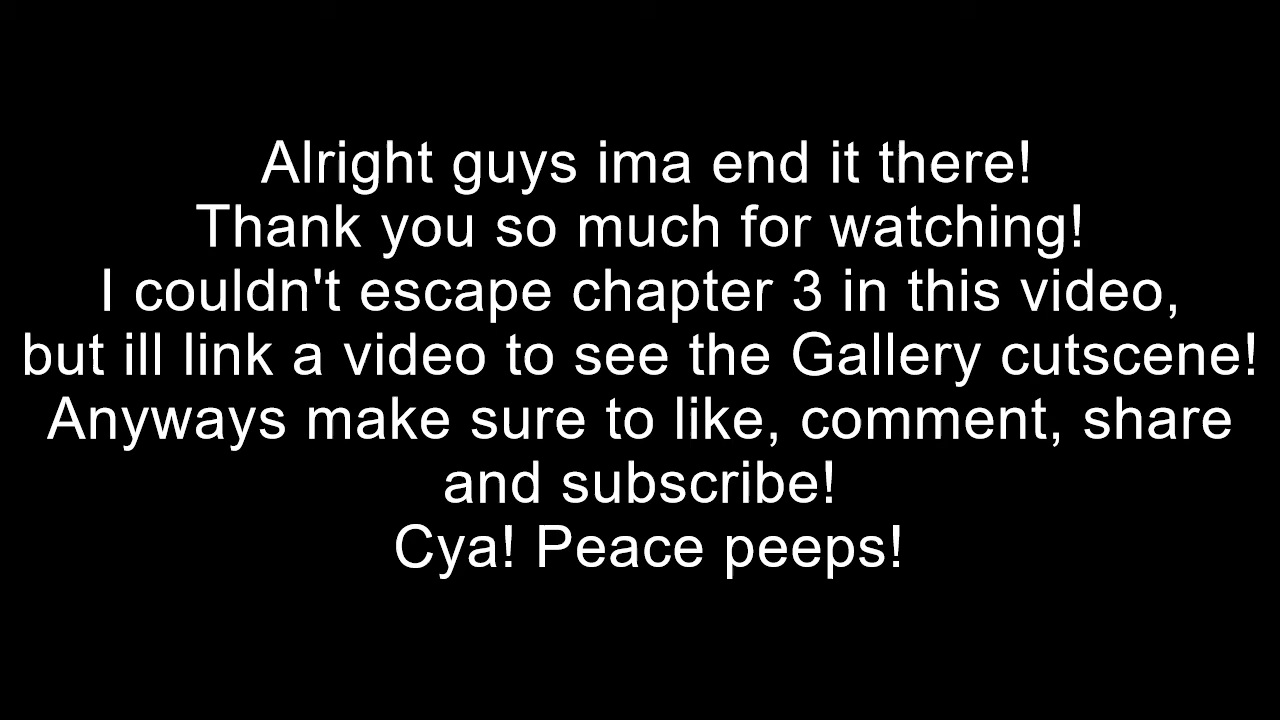 Alright guys ima end it there!
Thank you so much for watching!
I couldn't escape chapter 3 in this video,
but ill link a video to see the Gallery cutscene!
Anyways make sure to like, comment, share
and subscribe!
Cya! Peace peeps!